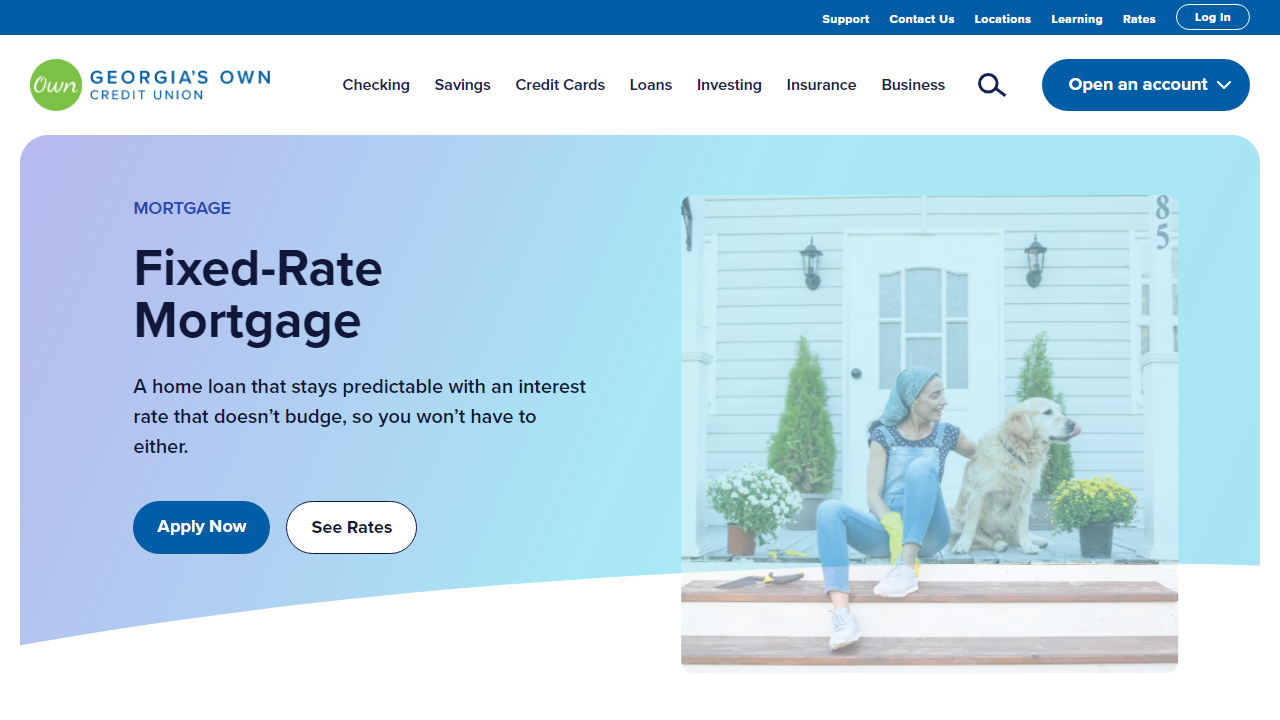 Support Contact Us Locations Learning Rates Log In
Own GEORGIA'S OWN
CREDIT UNION
Checking Savings Credit Cards Loans Investing Insurance Business Open an account
MORTGAGE
Fixed-Rate
Mortgage
A home loan that stays predictable with an interest
rate that doesn’t budge, so you won’t have to
either.
Apply Now See Rates
8
5